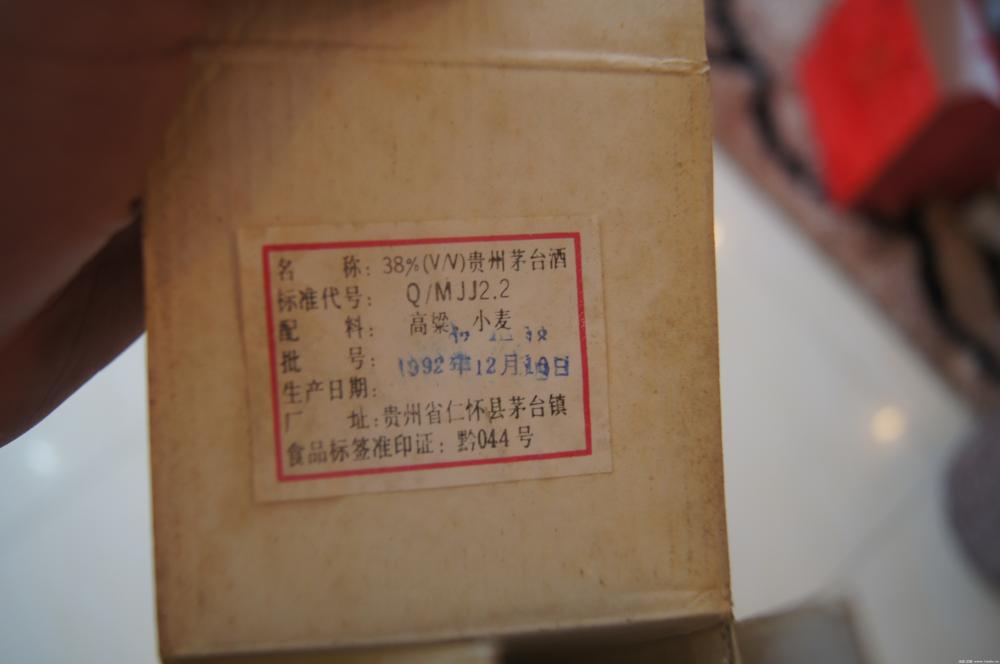 名 称：38%(V/V)贵州茅台酒
标准代号： Q/MJJ2.2
配 料： 高粱、小麦
批 号：
1992年12月10日
生产日期：
厂 址：贵州省仁怀县茅台镇
食品标签准印证：黔044号